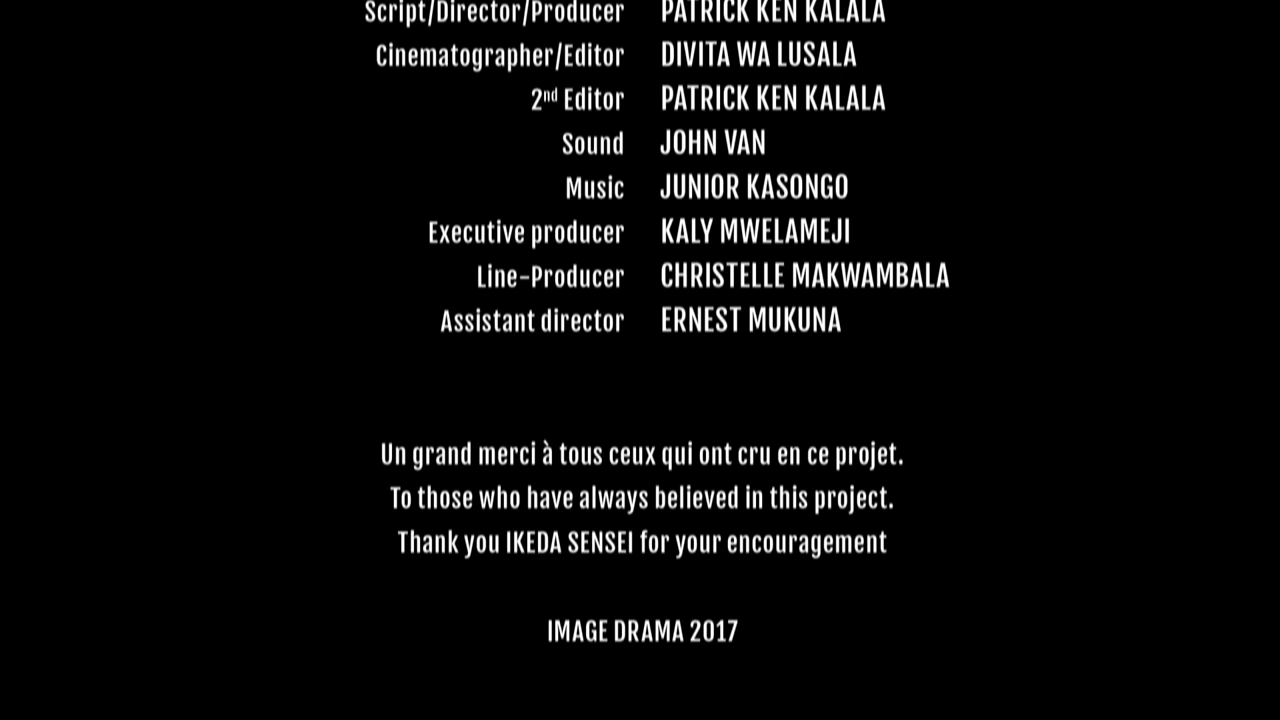 Script/Director/Producer PATRICK KEN KALALA
Cinematographer/Editor DIVITA WA LUSALA
2nd Editor PATRICK KEN KALALA
Sound JOHN VAN
Music JUNIOR KASONGO
Executive producer KALY MWELAMEJI
Line-Producer CHRISTELLE MAKWAMBALA
Assistant director ERNEST MUKUNA
Un grand merci à tous ceux qui ont cru en ce projet.
To those who have always believed in this project.
Thank you IKEDA SENSEI for your encouragement
IMAGE DRAMA 2017